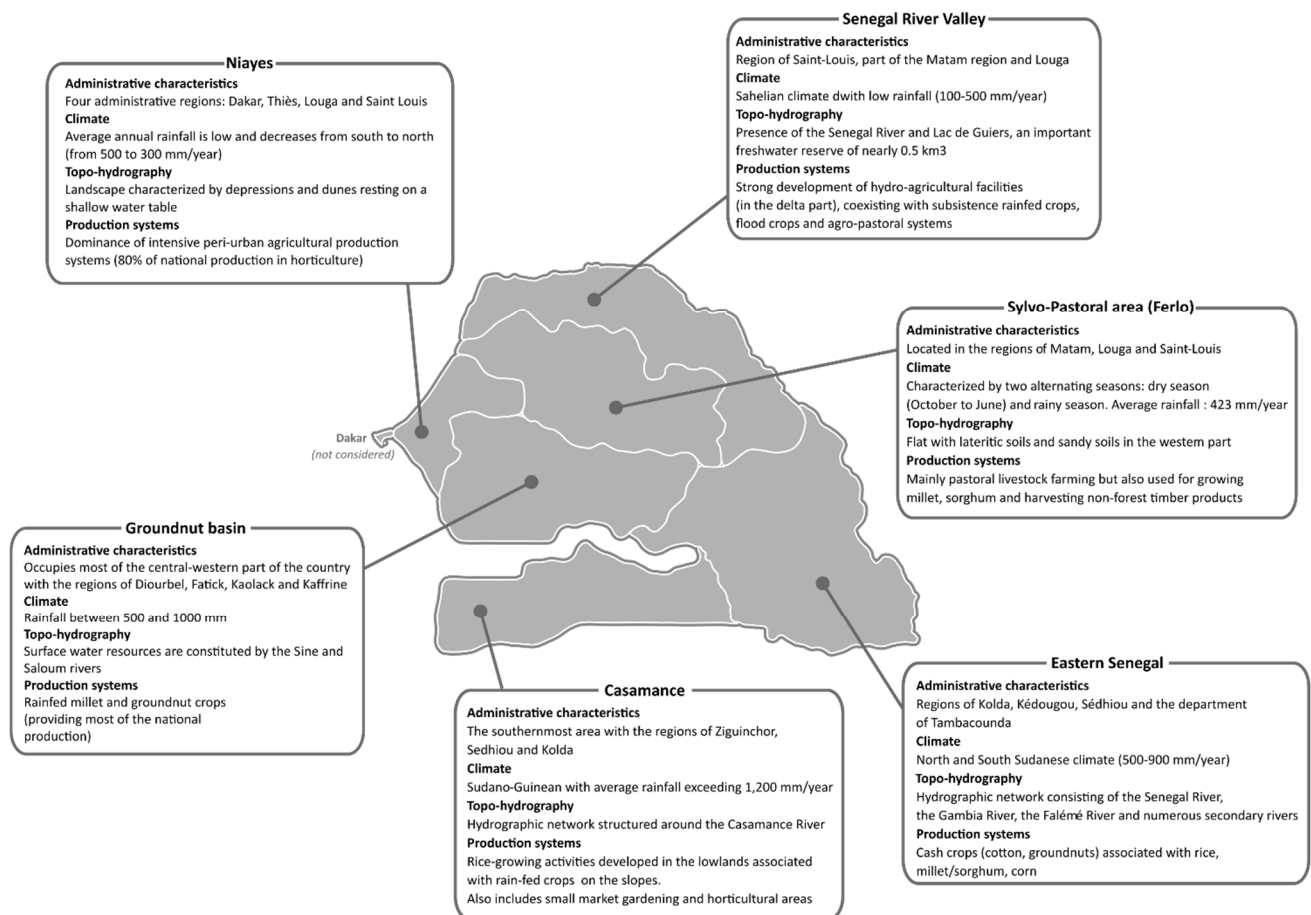 Senegal River Valley
Administrative characteristics
Region of Saint-Louis, part of the Matam region and Louga
Climate
Sahelian climate dwith low rainfall (100-500 mm/year)
Topo-hydrography
Presence of the Senegal River and Lac de Guiers, an important
freshwater reserve of nearly 0.5 km3
Production systems
Strong development of hydro-agricultural facilities
(in the delta part), coexisting with subsistence rainfed crops,
flood crops and agro-pastoral systems
Niayes
Administrative characteristics
Four administrative regions: Dakar, Thiès, Louga and Saint Louis
Climate
Average annual rainfall is low and decreases from south to north
(from 500 to 300 mm/year)
Topo-hydrography
Landscape characterized by depressions and dunes resting on a
shallow water table
Production systems
Dominance of intensive peri-urban agricultural production
systems (80% of national production in horticulture)
Sylvo-Pastoral area (Ferlo)
Administrative characteristics
Located in the regions of Matam, Louga and Saint-Louis
Climate
Characterized by two alternating seasons: dry season
(October to June) and rainy season. Average rainfall : 423 mm/year
Topo-hydrography
Flat with lateritic soils and sandy soils in the western part
Production systems
Mainly pastoral livestock farming but also used for growing
millet, sorghum and harvesting non-forest timber products
Dakar
(not considered)
Groundnut basin
Administrative characteristics
Occupies most of the central-western part of the country
with the regions of Diourbel, Fatick, Kaolack and Kaffrine
Climate
Rainfall between 500 and 1000 mm
Topo-hydrography
Surface water resources are constituted by the Sine and
Saloum rivers
Production systems
Rainfed millet and groundnut crops
(providing most of the national
production)
Casamance
Administrative characteristics
The southernmost area with the regions of Ziguinchor,
Sedhiou and Kolda
Climate
Sudano-Guinean with average rainfall exceeding 1,200 mm/year
Topo-hydrography
Hydrographic network structured around the Casamance River
Production systems
Rice-growing activities developed in the lowlands associated
with rain-fed crops on the slopes.
Also includes small market gardening and horticultural areas
Eastern Senegal
Administrative characteristics
Regions of Kolda, Kédougou, Sédhiou and the department
of Tambacounda
Climate
North and South Sudanese climate (500-900 mm/year)
Topo-hydrography
Hydrographic network consisting of the Senegal River,
the Gambia River, the Falémé River and numerous secondary rivers
Production systems
Cash crops (cotton, groundnuts) associated with rice,
millet/sorghum, corn